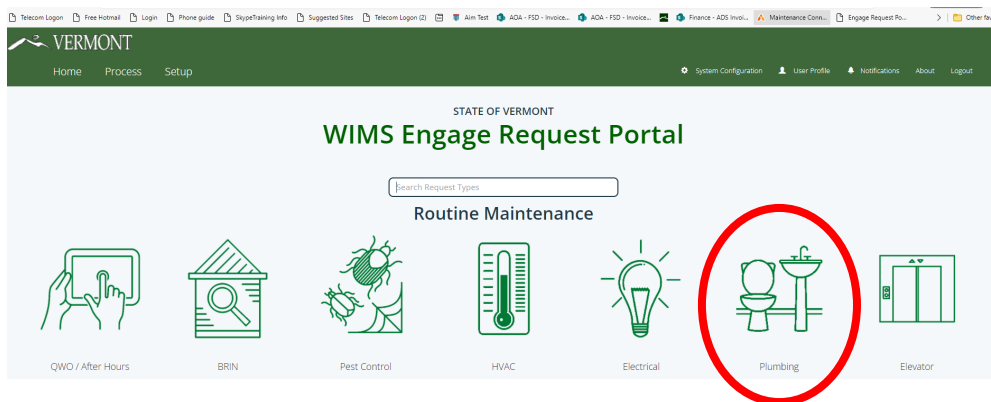 Telecom Logon Free Hotmail Login Phone guide SkypeTraining Info Suggested Sites Telecom Logon (2) Aim Test AOA - FSD - Invoice... AOA - FSD - Invoice... Finance - ADS Invoi... Maintenance Conn... Engage Request Po... Other fav
VERMONT
Home Process Setup System Configuration User Profile Notifications About Logout
STATE OF VERMONT
WIMS Engage Request Portal
Search Request Types
Routine Maintenance
QWO / After Hours BRIN Pest Control HVAC Electrical Plumbing Elevator